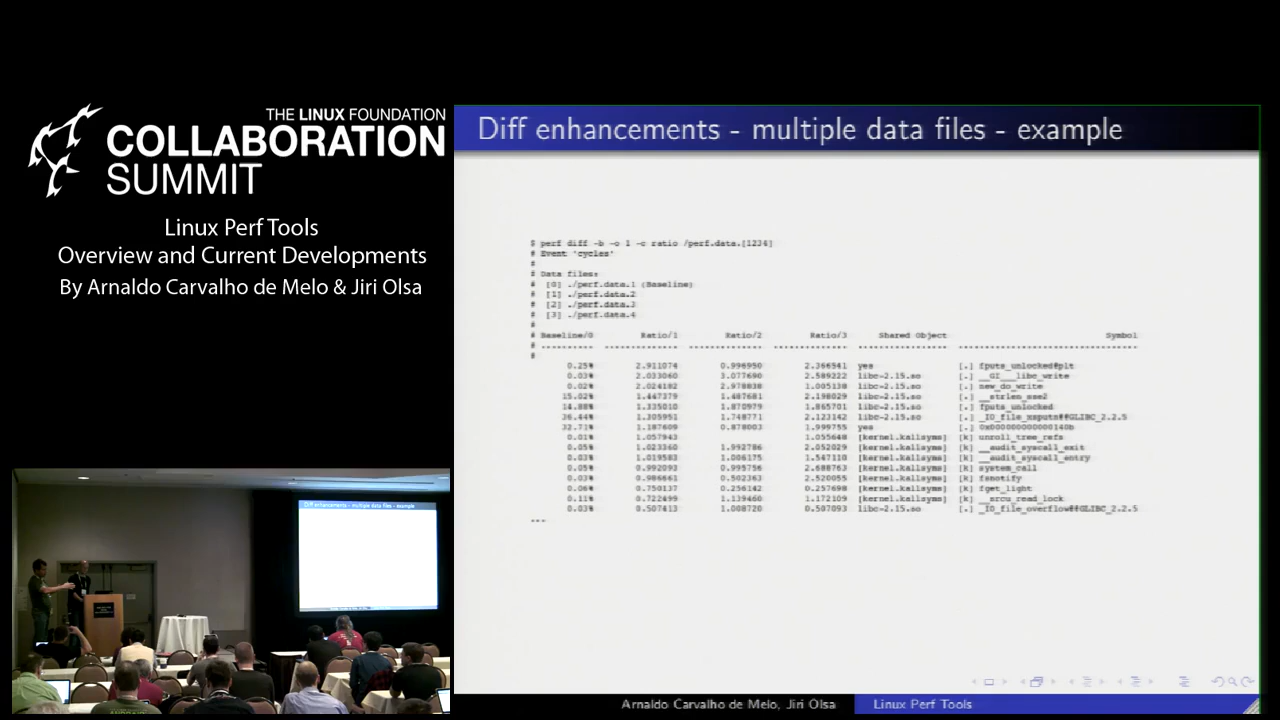 THE LINUX FOUNDATION
COLLABORATION
SUMMIT
Linux Perf Tools
Overview and Current Developments
By Arnaldo Carvalho de Melo & Jiri Olsa
Diff enhancements - multiple data files - example
$ perf diff -b -o 1 -c ratio /perf.data.[1234]
# Event 'cycles'
#
# Data files:
# [0] ./perf.data.1 (Baseline)
# [1] ./perf.data.2
# [2] ./perf.data.3
# [3] ./perf.data.4
#
# Baseline/0 Ratio/1 Ratio/2 Ratio/3 Shared Object Symbol
# .......... .............. .............. .............. ................. ..................................
#
0.25% 2.911074 0.996950 2.366541 yes [.] fputs_unlocked@plt
0.03% 2.033060 3.077690 2.589222 libc-2.15.so [.] __GI___libc_write
0.02% 2.024182 2.978838 1.005138 libc-2.15.so [.] new_do_write
15.02% 1.447379 1.487681 2.198029 libc-2.15.so [.] __strlen_sse2
14.88% 1.335010 1.870979 1.865701 libc-2.15.so [.] fputs_unlocked
36.44% 1.305951 1.748771 2.123142 libc-2.15.so [.] _IO_file_xsputn@@GLIBC_2.2.5
32.71% 1.187609 0.878003 1.999755 yes [.] 0x000000000000140b
0.01% 1.057943 1.055648 [kernel.kallsyms] [k] unroll_tree_refs
0.05% 1.023360 1.992786 2.052029 [kernel.kallsyms] [k] __audit_syscall_exit
0.03% 1.019583 1.006175 1.547110 [kernel.kallsyms] [k] __audit_syscall_entry
0.05% 0.992093 0.995756 2.688763 [kernel.kallsyms] [k] system_call
0.03% 0.986661 0.502363 2.520055 [kernel.kallsyms] [k] fsnotify
0.06% 0.750137 0.256142 0.257698 [kernel.kallsyms] [k] fget_light
0.11% 0.722499 1.139460 1.172109 [kernel.kallsyms] [k] __srcu_read_lock
0.03% 0.507413 1.008720 0.507093 libc-2.15.so [.] _IO_file_overflow@@GLIBC_2.2.5
...
Diff enhancements - multiple data files - example
Arnaldo Carvalho de Melo, Jiri Olsa Linux Perf Tools